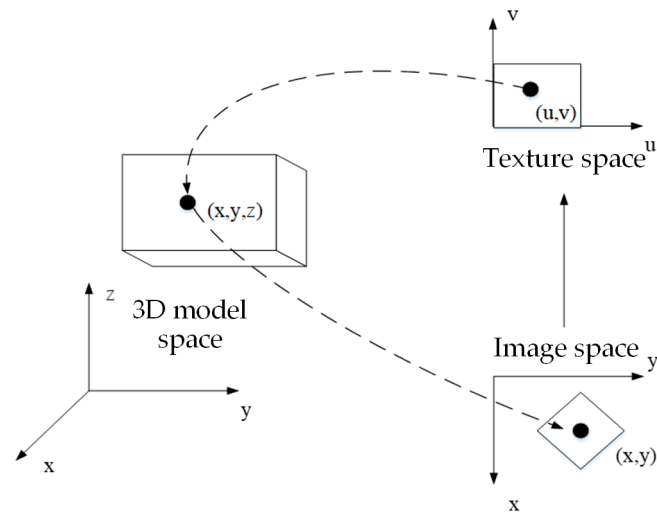 v
(u,v)
u
Texture space
(x,y,z)
z
3D model
space
y
x
Image space
y
(x,y)
x